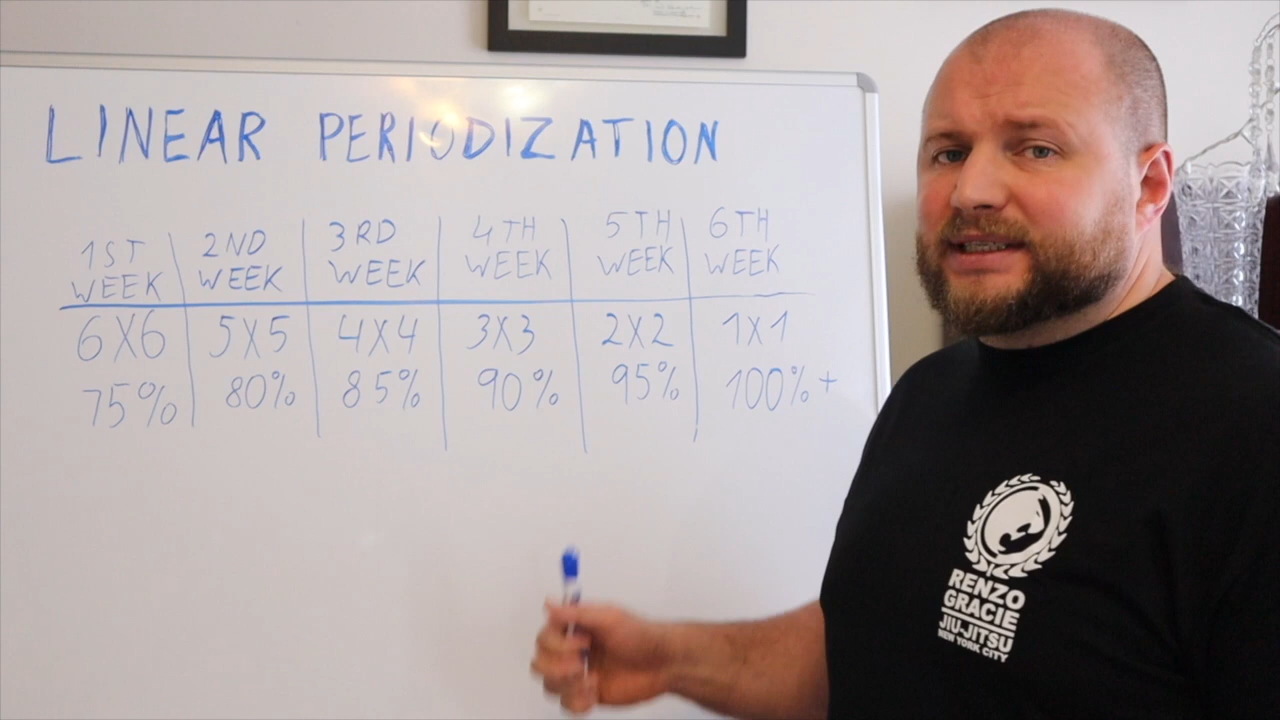 LINEAR PERIODIZATION
1ST WEEK
2ND WEEK
3RD WEEK
4TH WEEK
5TH WEEK
6TH WEEK
6X6
5X5
4X4
3X3
2X2
1X1
75%
80%
85%
90%
95%
100%+
RENZO
GRACIE
JIU-JITSU
NEW YORK CITY